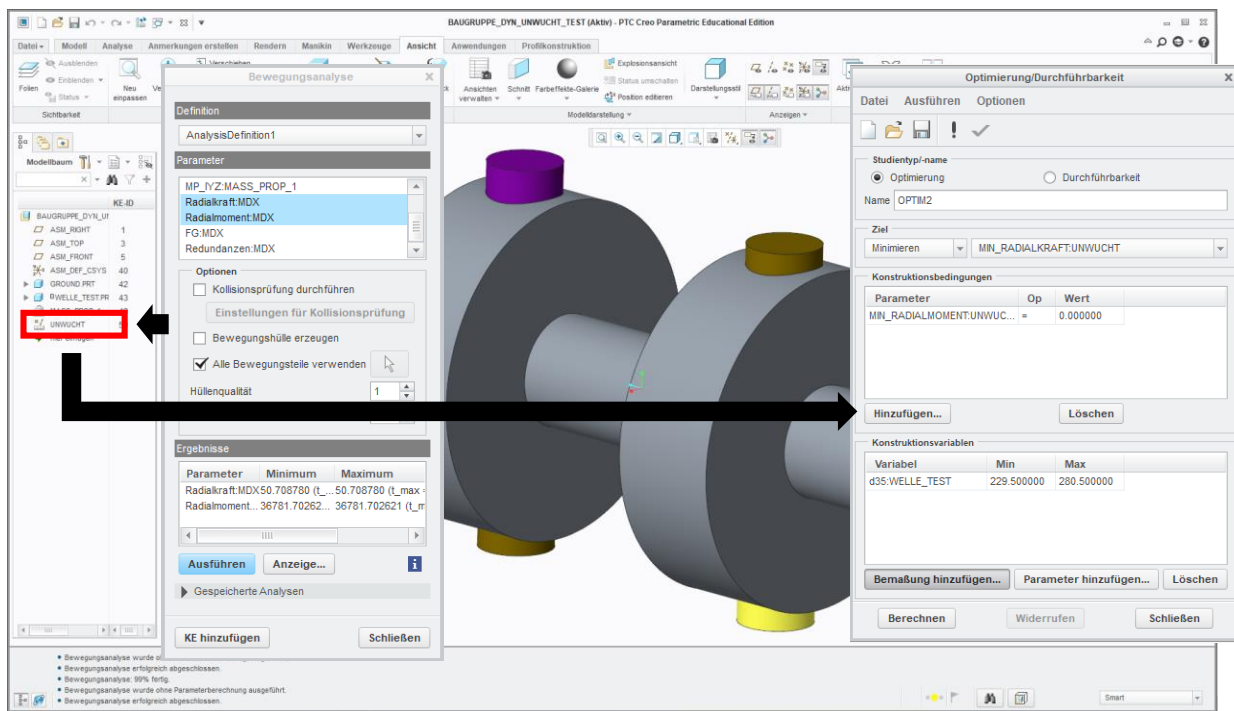 BAUGRUPPE_DYN_UNWUCHT_TEST (Aktiv) - PTC Creo Parametric Educational Edition
Datei Modell Analyse Anmerkungen erstellen Rendern Manikin Werkzeuge Ansicht Anwendungen Profilkonstruktion
Ausblenden
Einblenden
Status
Folien
Neu einpassen
Verschieben
Sichtbarkeit
Ansichten verwalten
Schnitt
Farbeffekte-Galerie
Explosionsansicht
Status umschalten
Position editieren
Darstellungsstil
Modelldarstellung
Anzeigen
Modellbaum
KE-ID
BAUGRUPPE_DYN_UN
ASM_RIGHT 1
ASM_TOP 3
ASM_FRONT 5
ASM_DEF_CSYS 40
GROUND.PRT 42
WELLE_TEST.PR 43
UNWUCHT
Bewegungsanalyse X
Definition
AnalysisDefinition1
Parameter
MP_IYZ:MASS_PROP_1
Radialkraft:MDX
Radialmoment:MDX
FG:MDX
Redundanzen:MDX
Optionen
Kollisionsprüfung durchführen
Einstellungen für Kollisionsprüfung
Bewegungshülle erzeugen
Alle Bewegungsteile verwenden
Hüllenqualität 1
Ergebnisse
Parameter Minimum Maximum
Radialkraft:MDX 50.708780 (t_... 50.708780 (t_max =
Radialmoment... 36781.70262... 36781.702621 (t_m
Ausführen Anzeige... i
Gespeicherte Analysen
KE hinzufügen Schließen
Optimierung/Durchführbarkeit X
Datei Ausführen Optionen
Studientyp/-name
Optimierung Durchführbarkeit
Name OPTIM2
Ziel
Minimieren MIN_RADIALKRAFT:UNWUCHT
Konstruktionsbedingungen
Parameter Op Wert
MIN_RADIALMOMENT:UNWUC... = 0.000000
Hinzufügen... Löschen
Konstruktionsvariablen
Variabel Min Max
d35:WELLE_TEST 229.500000 280.500000
Bemaßung hinzufügen... Parameter hinzufügen... Löschen
Berechnen Widerrufen Schließen
Bewegungsanalyse wurde
Bewegungsanalyse erfolgreich abgeschlossen.
Bewegungsanalyse: 99% fertig.
Bewegungsanalyse wurde ohne Parameterberechnung ausgeführt.
Bewegungsanalyse erfolgreich abgeschlossen.
Smart